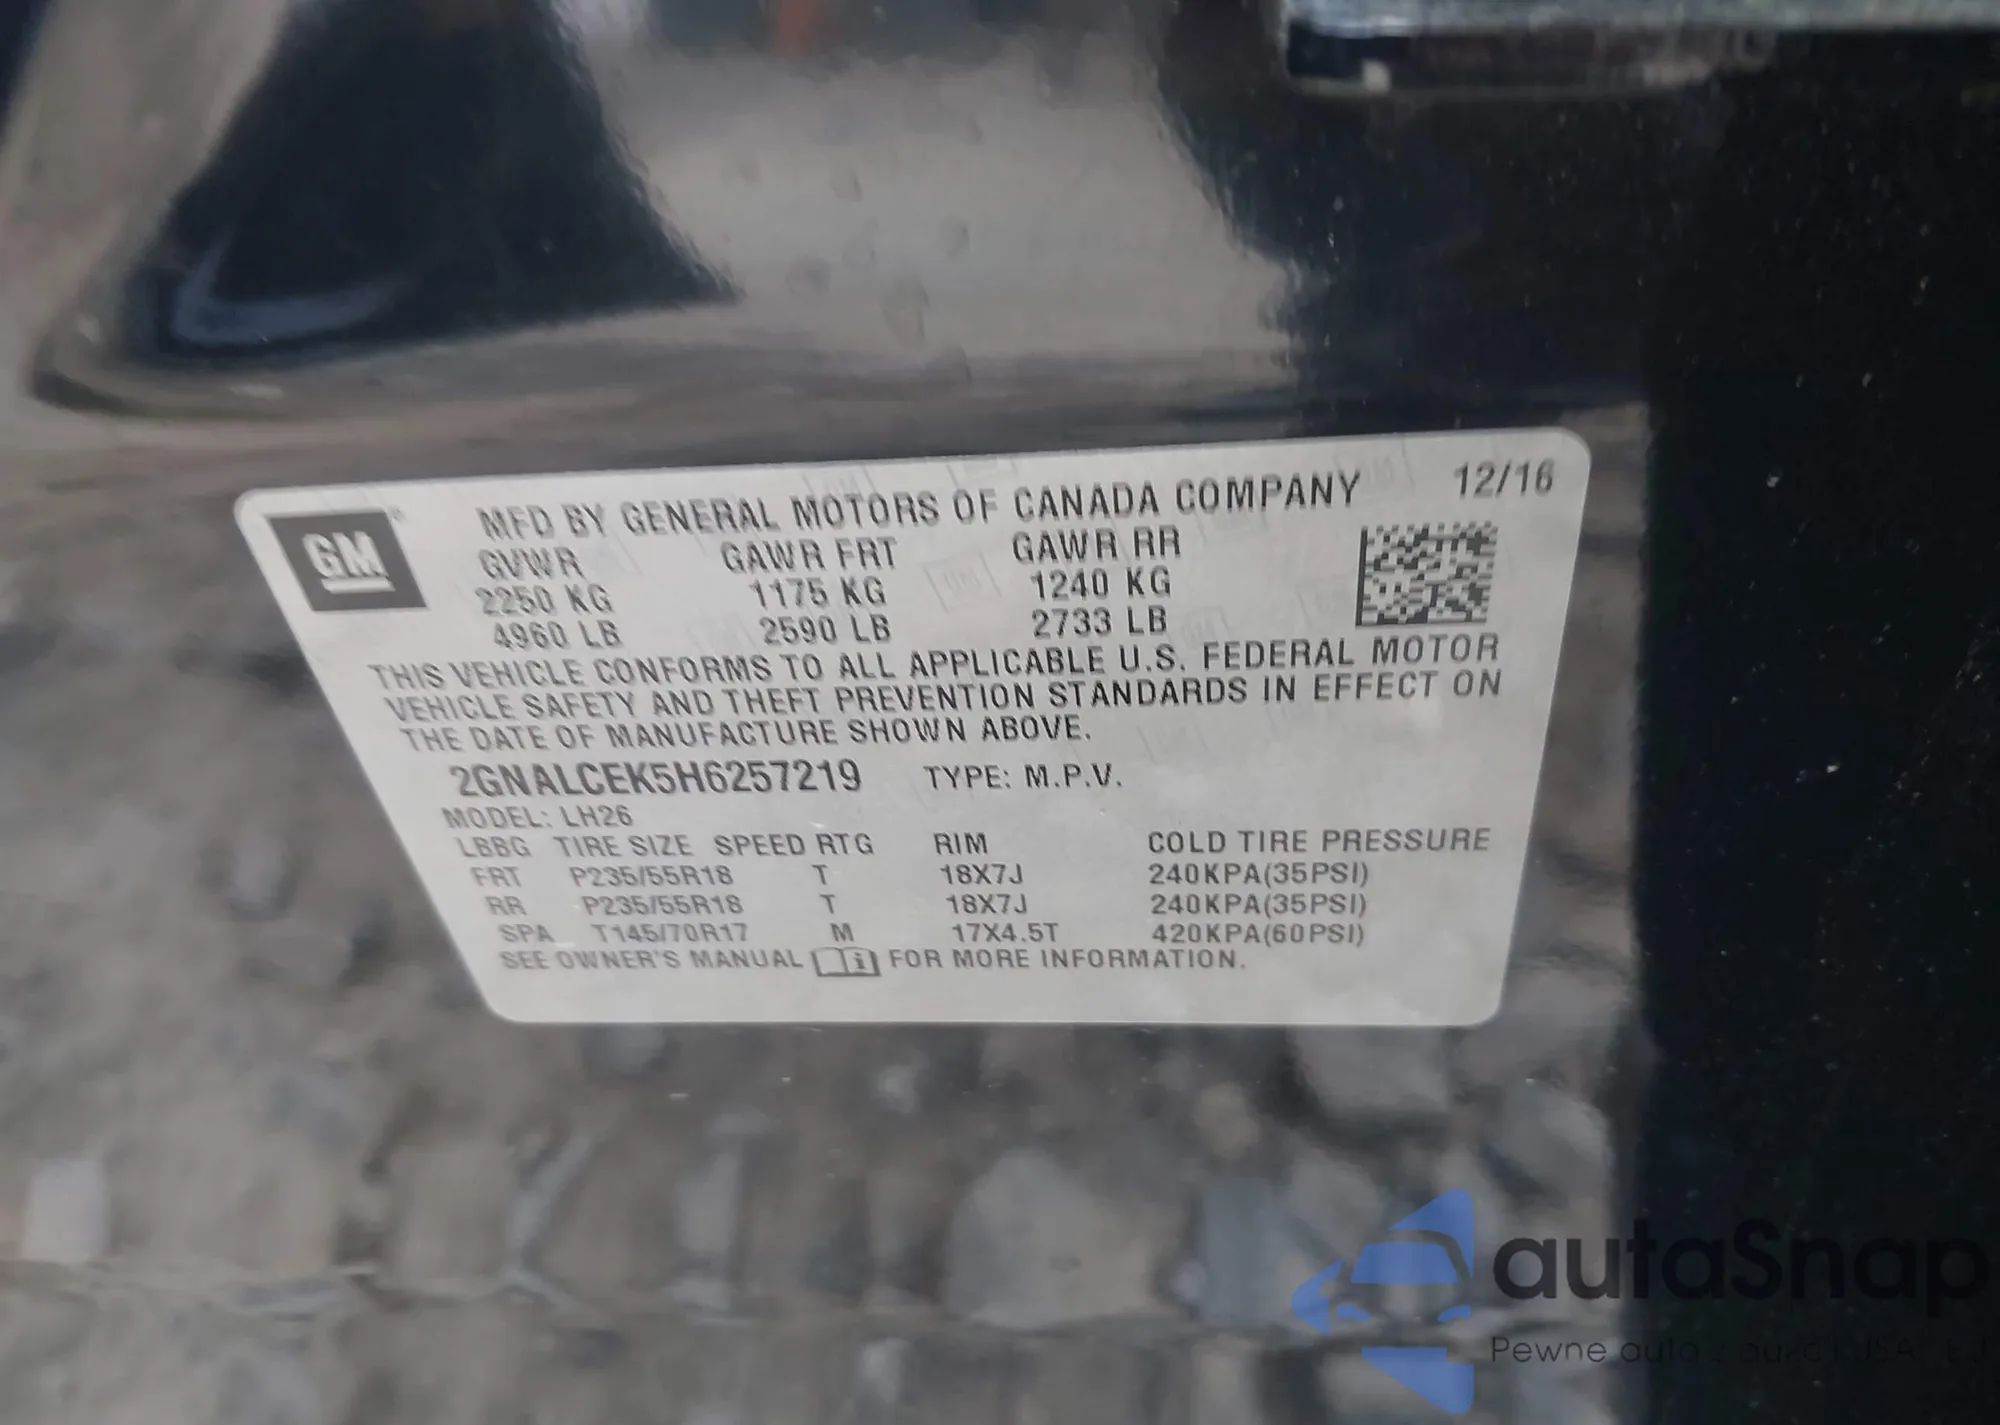 GM
MFD BY GENERAL MOTORS OF CANADA COMPANY 12/16
GVWR GAWR FRT GAWR RR
2250 KG 1175 KG 1240 KG
4960 LB 2590 LB 2733 LB
THIS VEHICLE CONFORMS TO ALL APPLICABLE U.S. FEDERAL MOTOR
VEHICLE SAFETY AND THEFT PREVENTION STANDARDS IN EFFECT ON
THE DATE OF MANUFACTURE SHOWN ABOVE.
2GNALCEK5H6257219 TYPE: M.P.V.
MODEL: LH26
LBBG TIRE SIZE SPEED RTG RIM COLD TIRE PRESSURE
FRT P235/55R18 T 18X7J 240KPA(35PSI)
RR P235/55R18 T 18X7J 240KPA(35PSI)
SPA T145/70R17 M 17X4.5T 420KPA(60PSI)
SEE OWNER'S MANUAL FOR MORE INFORMATION.
autaSnap
Pewne auta z